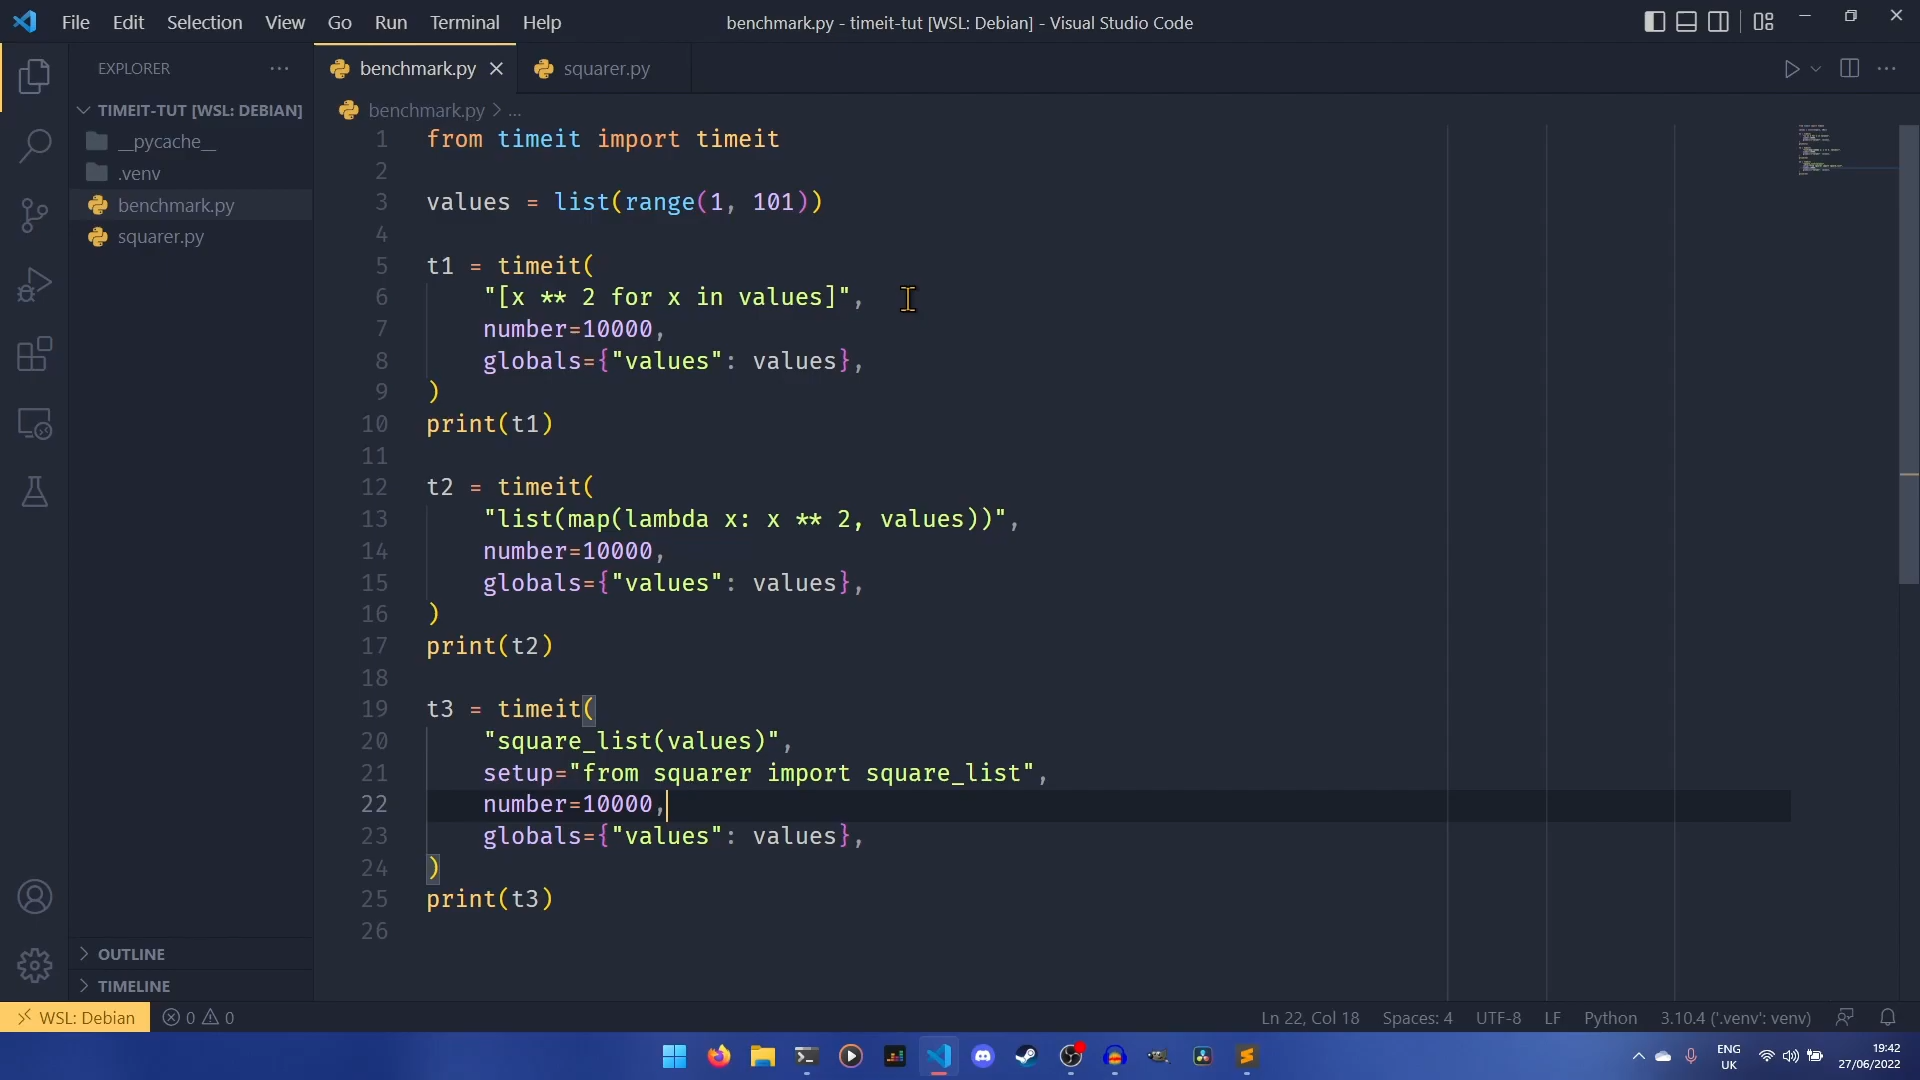 File Edit Selection View Go Run Terminal Help
benchmark.py - timeit-tut [WSL: Debian] - Visual Studio Code
EXPLORER
TIMEIT-TUT [WSL: DEBIAN]
__pycache__
.venv
benchmark.py
squarer.py
OUTLINE
TIMELINE
benchmark.py squarer.py
benchmark.py > ...
1 from timeit import timeit
2
3 values = list(range(1, 101))
4
5 t1 = timeit(
6 "[x ** 2 for x in values]",
7 number=10000,
8 globals={"values": values},
9 )
10 print(t1)
11
12 t2 = timeit(
13 "list(map(lambda x: x ** 2, values))",
14 number=10000,
15 globals={"values": values},
16 )
17 print(t2)
18
19 t3 = timeit(
20 "square_list(values)",
21 setup="from squarer import square_list",
22 number=10000,
23 globals={"values": values},
24 )
25 print(t3)
26
WSL: Debian 0 0 Ln 22, Col 18 Spaces: 4 UTF-8 LF Python 3.10.4 ('.venv': venv)
ENG
UK
19:42
27/06/2022